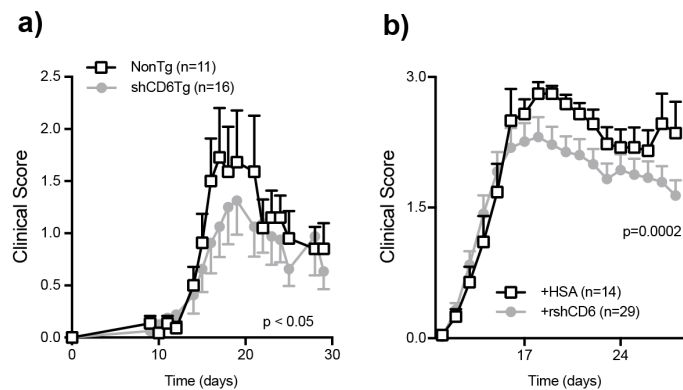 a)
NonTg (n=11)
shCD6Tg (n=16)
2.5
2.0
1.5
1.0
0.5
0.0
Clinical Score
p < 0.05
0 10 20 30
Time (days)
b)
3.0
1.5
0.0
Clinical Score
p=0.0002
+HSA (n=14)
+rshCD6 (n=29)
17 24
Time (days)